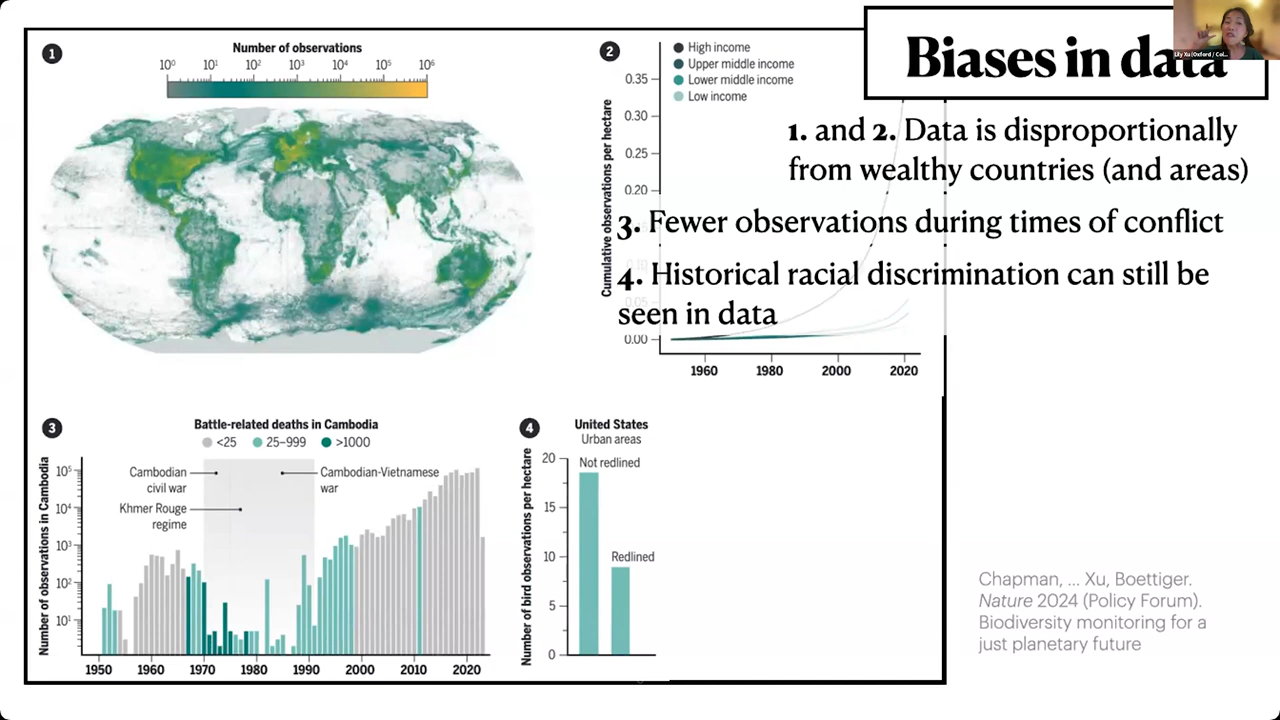 1
Number of observations
10⁰ 10¹ 10² 10³ 10⁴ 10⁵ 10⁶
2
High income
Upper middle income
Lower middle income
Low income
Cumulative observations per hectare
0.35
0.30
0.25
0.20
0.05
0.00
1960 1980 2000 2020
Biases in data
Lily Xu (Oxford / Col...
1. and 2. Data is disproportionally
from wealthy countries (and areas)
3. Fewer observations during times of conflict
4. Historical racial discrimination can still be
seen in data
3
Battle-related deaths in Cambodia
<25 25–999 >1000
Number of observations in Cambodia
10⁵
10⁴
10³
10²
10¹
Cambodian
civil war
Khmer Rouge
regime
Cambodian-Vietnamese
war
1950 1960 1970 1980 1990 2000 2010 2020
4
United States
Urban areas
Number of bird observations per hectare
20
15
10
5
0
Not redlined
Redlined
Chapman, ... Xu, Boettiger.
Nature 2024 (Policy Forum).
Biodiversity monitoring for a
just planetary future